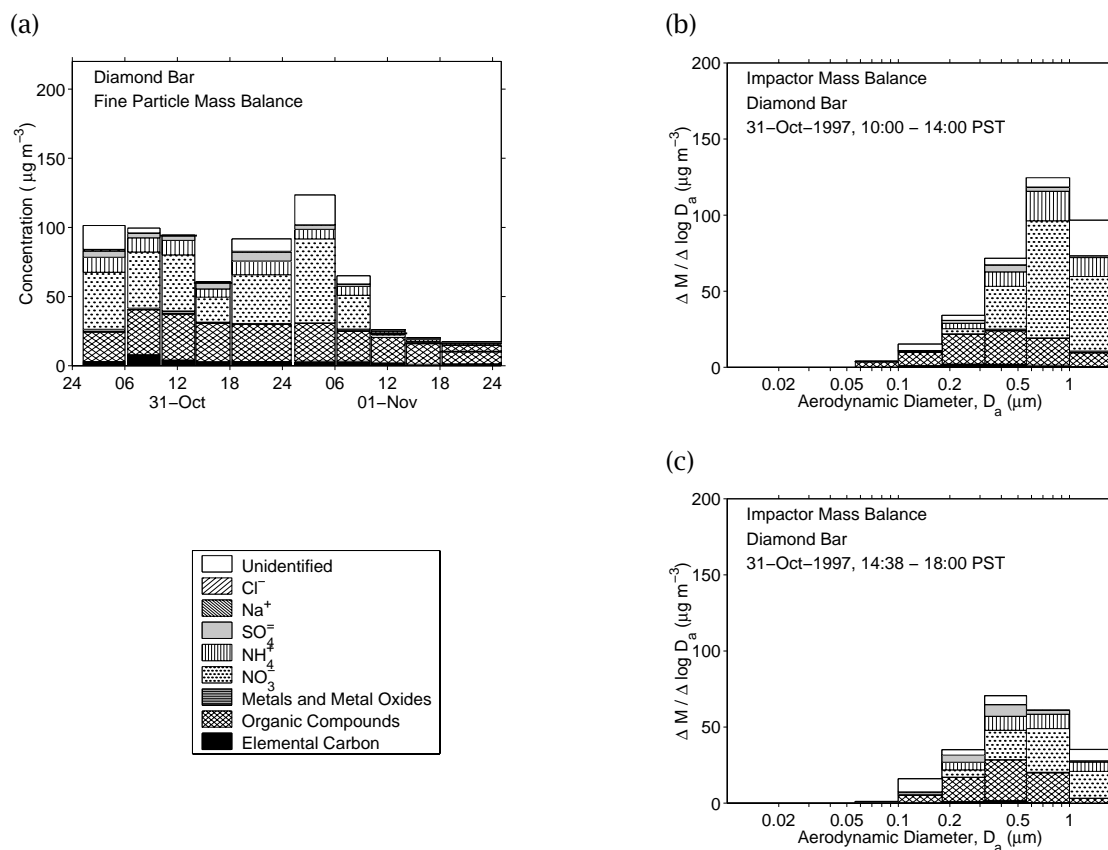 (a)
Diamond Bar
Fine Particle Mass Balance
Concentration ( μg m−3)
200
150
100
50
0
24 06 12 18 24 06 12 18 24
31−Oct 01−Nov
Unidentified
Cl−
Na+
SO4=
NH4+
NO3−
Metals and Metal Oxides
Organic Compounds
Elemental Carbon
(b)
Impactor Mass Balance
Diamond Bar
31−Oct−1997, 10:00 − 14:00 PST
Δ M / Δ log Da (μg m−3)
200
150
100
50
0
0.02 0.05 0.1 0.2 0.5 1
Aerodynamic Diameter, Da (μm)
(c)
Impactor Mass Balance
Diamond Bar
31−Oct−1997, 14:38 − 18:00 PST
Δ M / Δ log Da (μg m−3)
200
150
100
50
0
0.02 0.05 0.1 0.2 0.5 1
Aerodynamic Diameter, Da (μm)